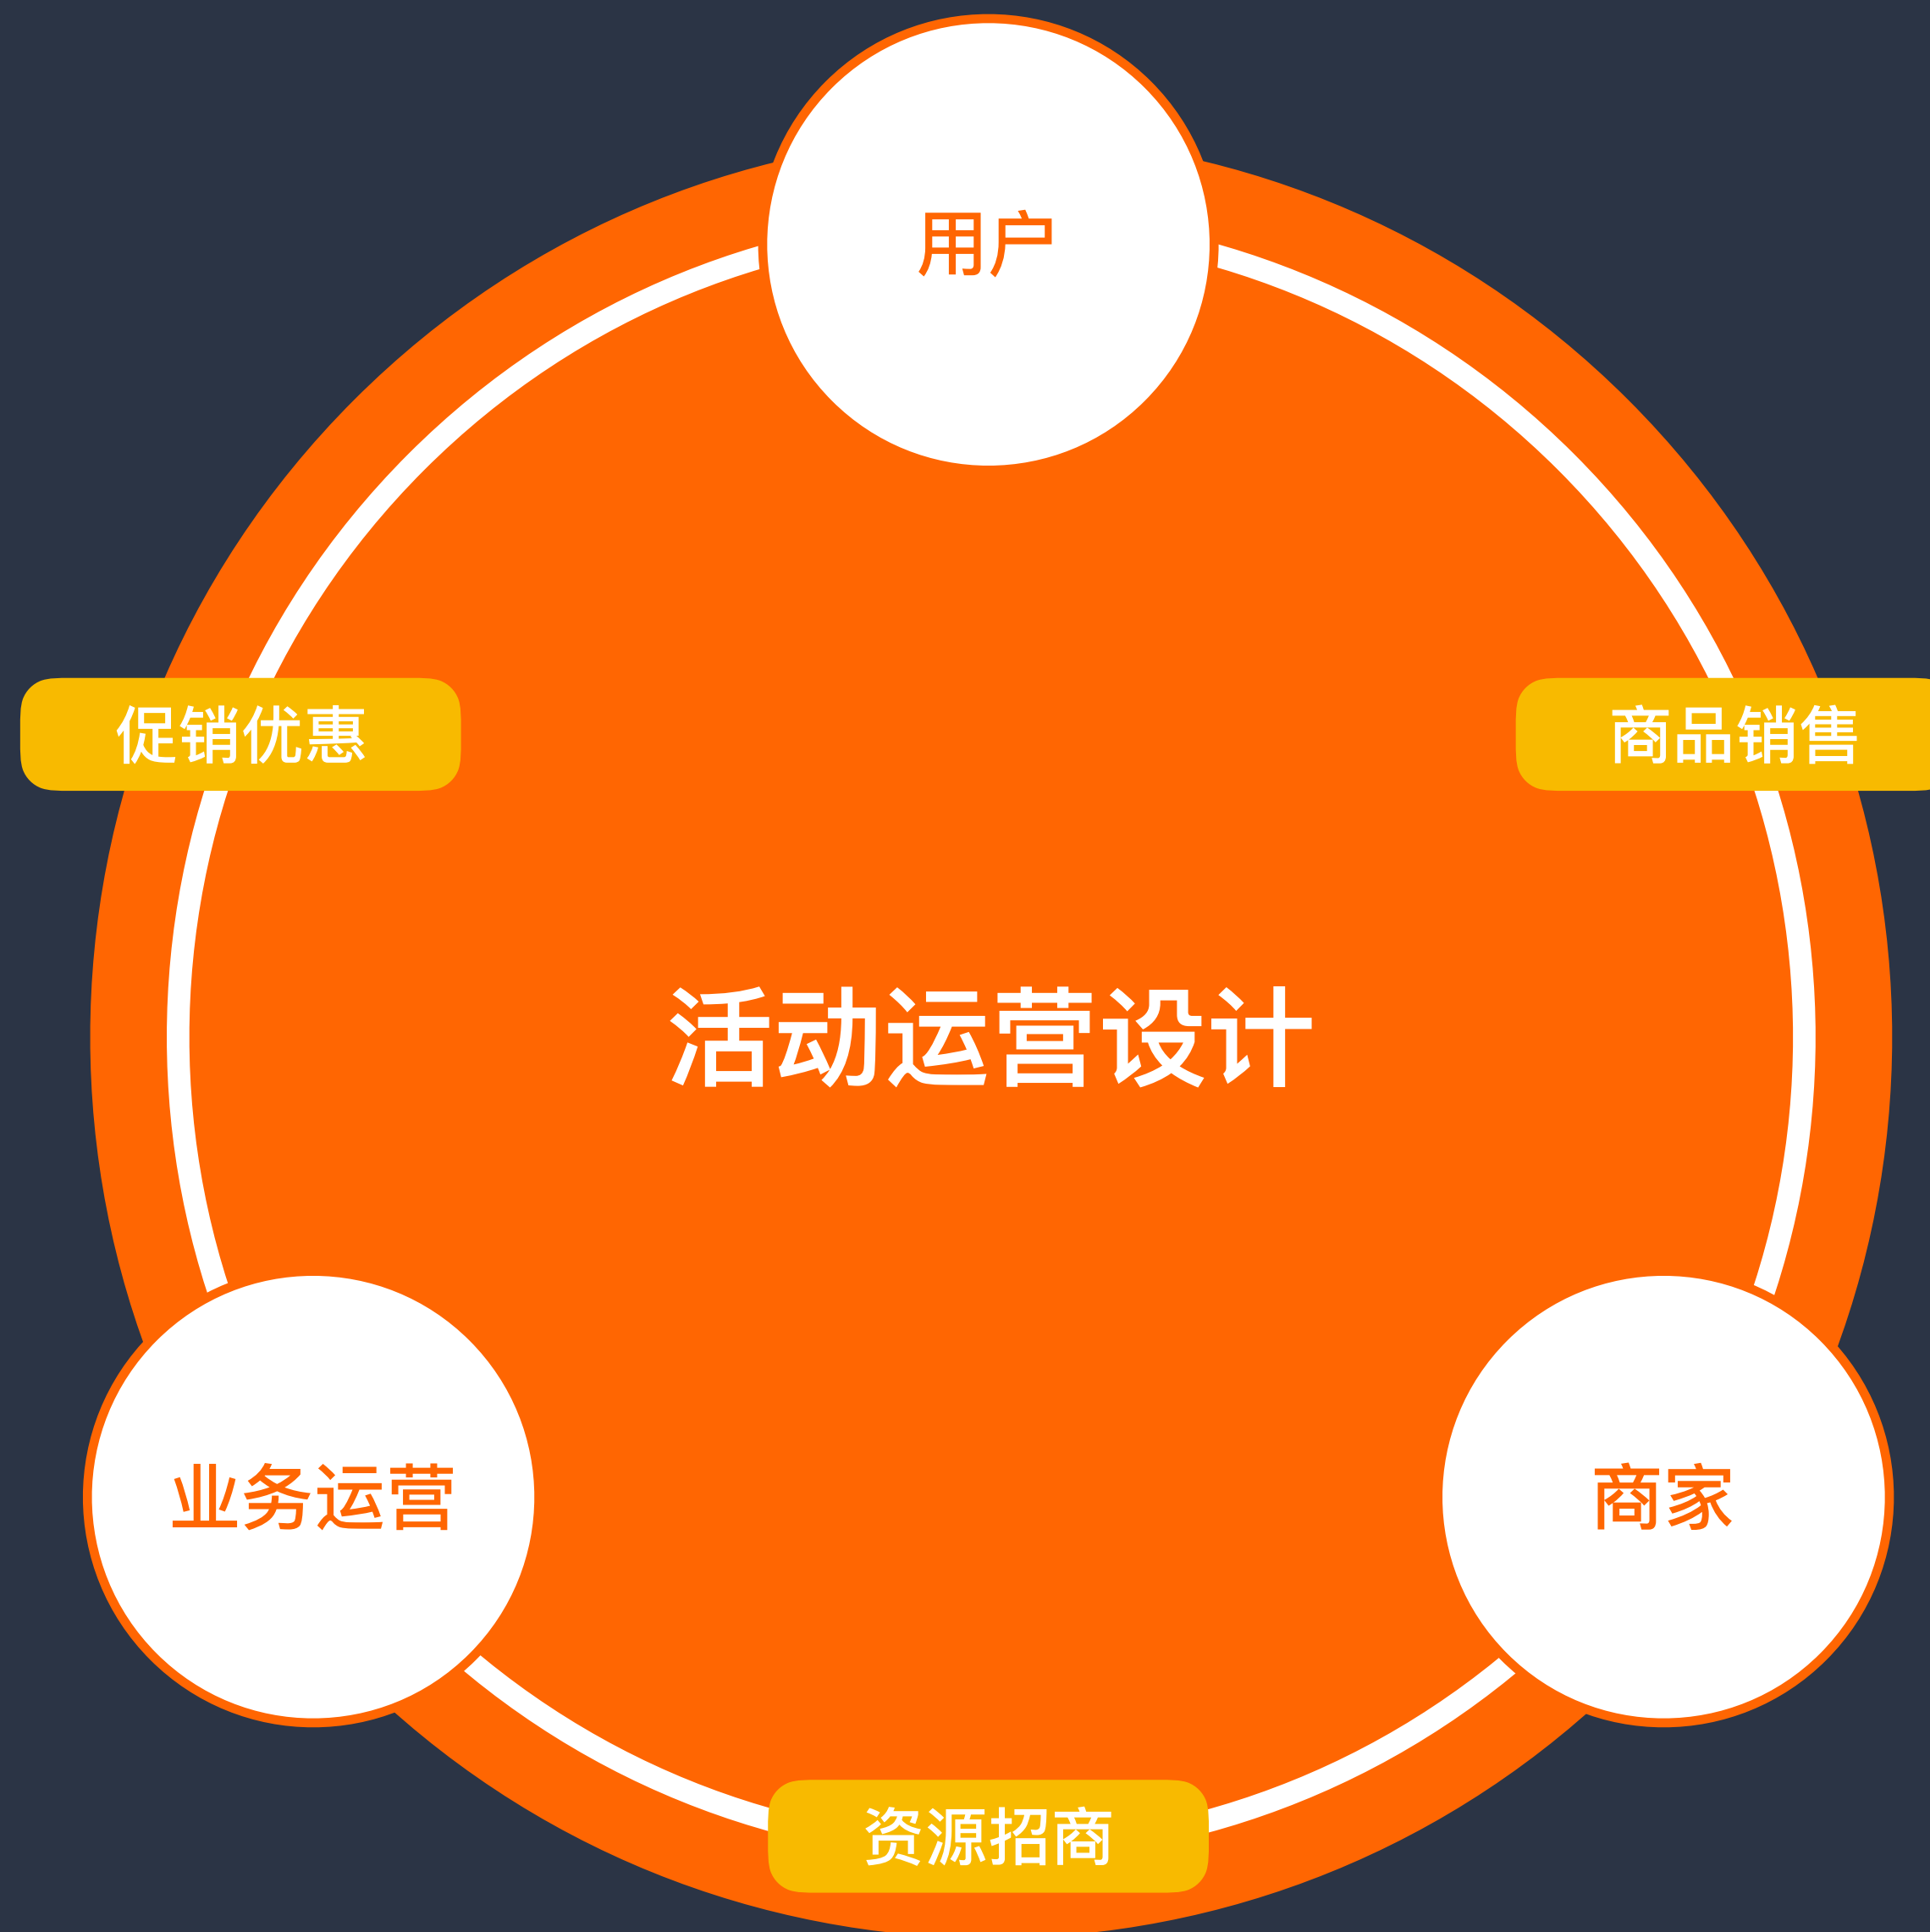 用户
促销优惠
商品销售
活动运营设计
业务运营
商家
资源招商